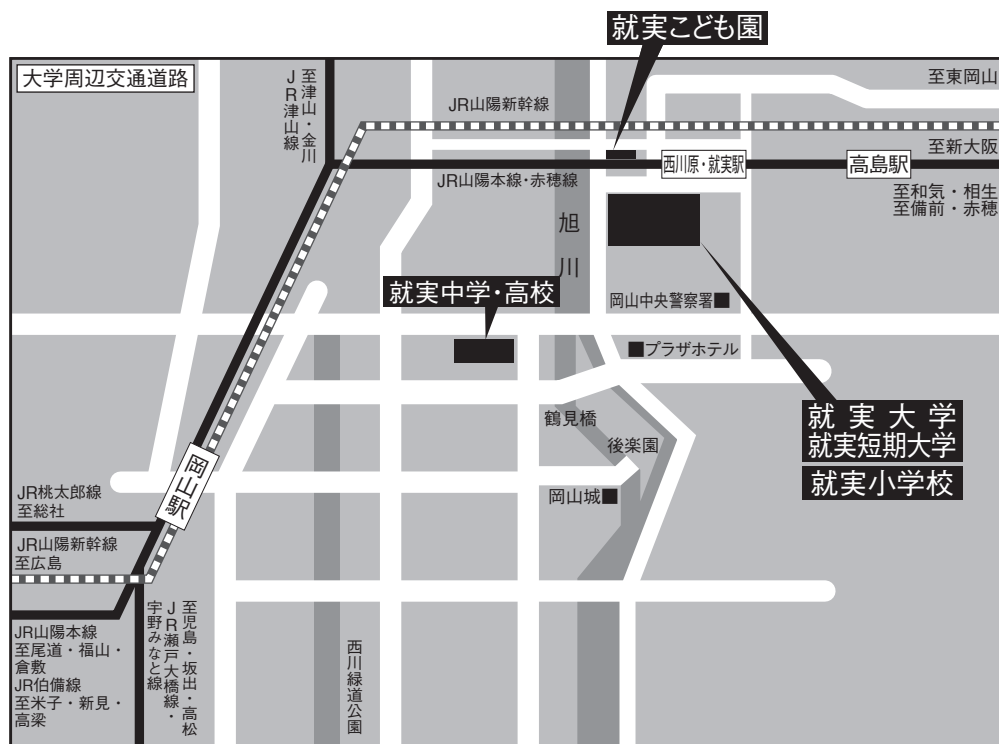 就実こども園
大学周辺交通道路
至津山・金川
JR津山線
JR山陽新幹線
至東岡山
至新大阪
西川原・就実駅
高島駅
JR山陽本線・赤穂線
至和気・相生
至備前・赤穂
旭川
就実中学・高校
岡山中央警察署■
■プラザホテル
就実大学
就実短期大学
就実小学校
鶴見橋
後楽園
岡山城■
岡山駅
JR桃太郎線
至総社
JR山陽新幹線
至広島
JR山陽本線
至尾道・福山・
倉敷
JR伯備線
至米子・新見・
高梁
至児島・坂出・高松
JR瀬戸大橋線・
宇野みなと線
西川緑道公園